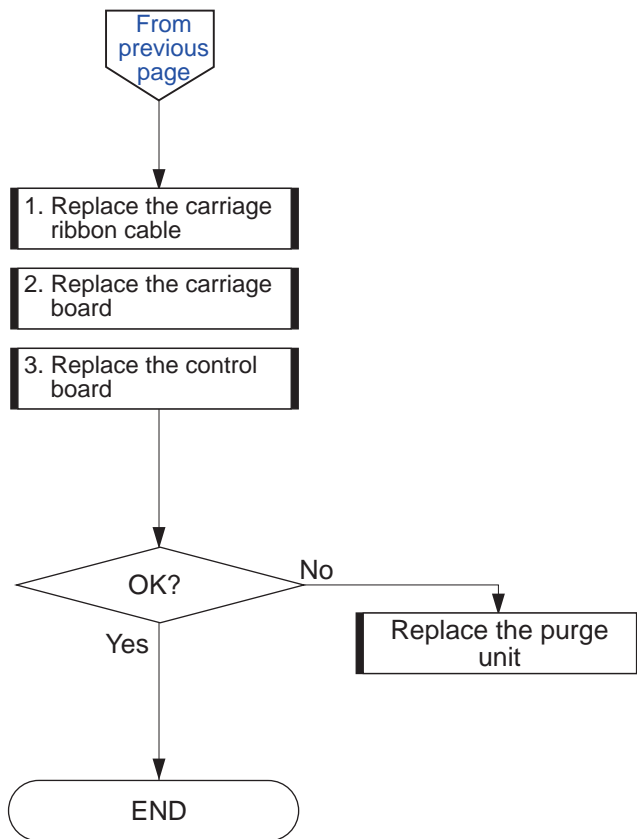 From
previous
page
1. Replace the carriage
ribbon cable
2. Replace the carriage
board
3. Replace the control
board
OK?
No
Yes
Replace the purge
unit
END